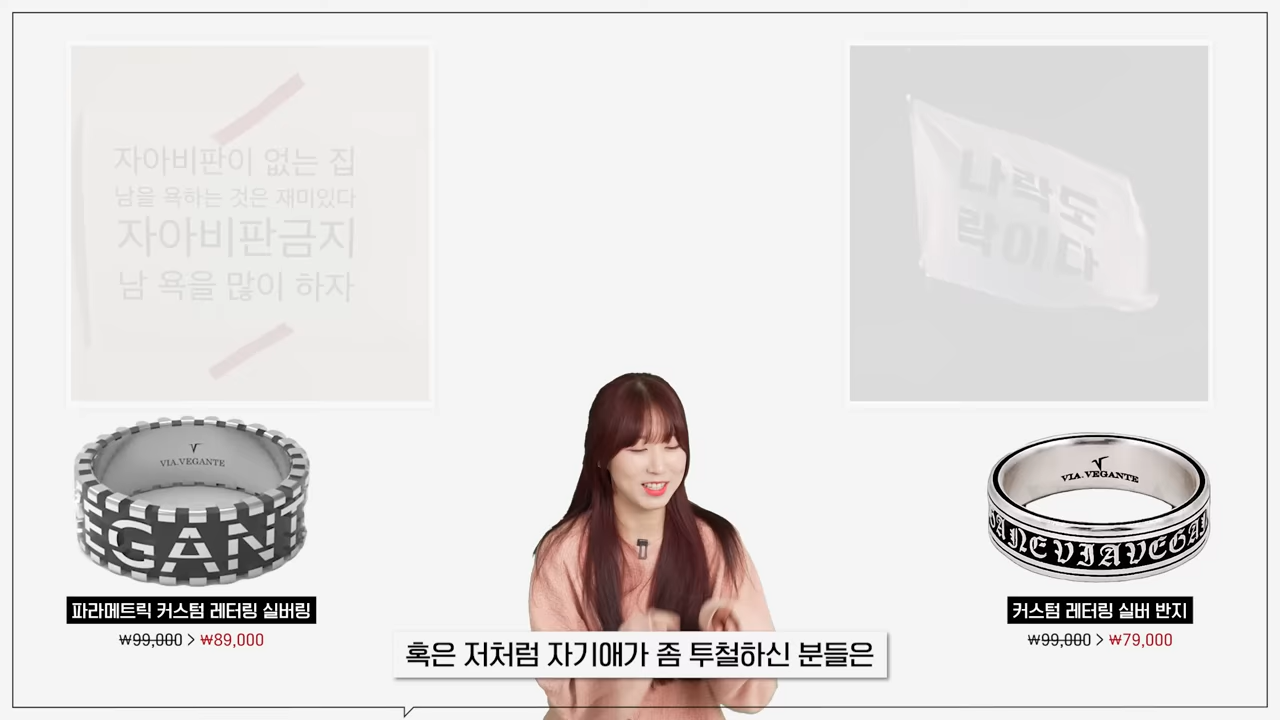 자아비판이 없는 집
남을 욕하는 것은 재미있다
자아비판금지
남 욕을 많이 하자
나락도
락이다
VIA.VEGANTE
EGANT
파라메트릭 커스텀 레터링 실버링
₩99,000 > ₩89,000
VIA.VEGANTE
ANEVIAVEGA
커스텀 레터링 실버 반지
₩99,000 > ₩79,000
혹은 저처럼 자기애가 좀 투철하신 분들은